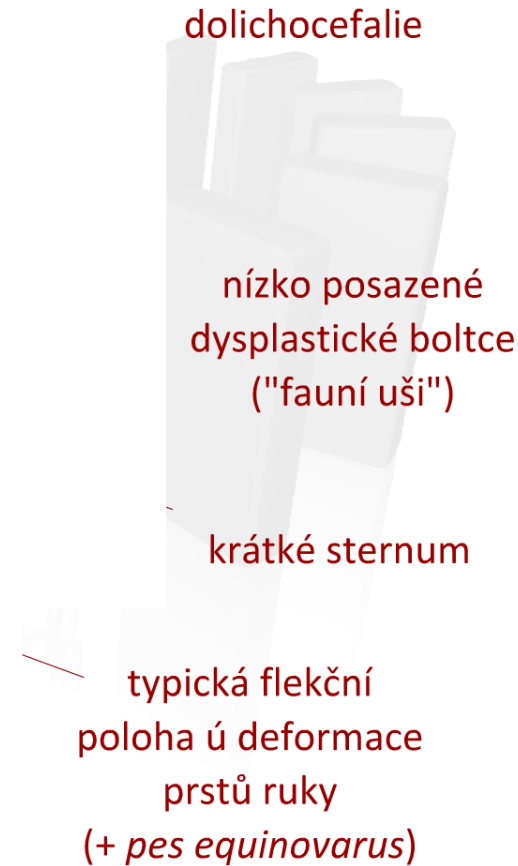 dolichocefalie
nízko posazené
dysplastické boltce
("fauní uši")
krátké sternum
typická flekční
poloha ú deformace
prstů ruky
(+ pes equinovarus)